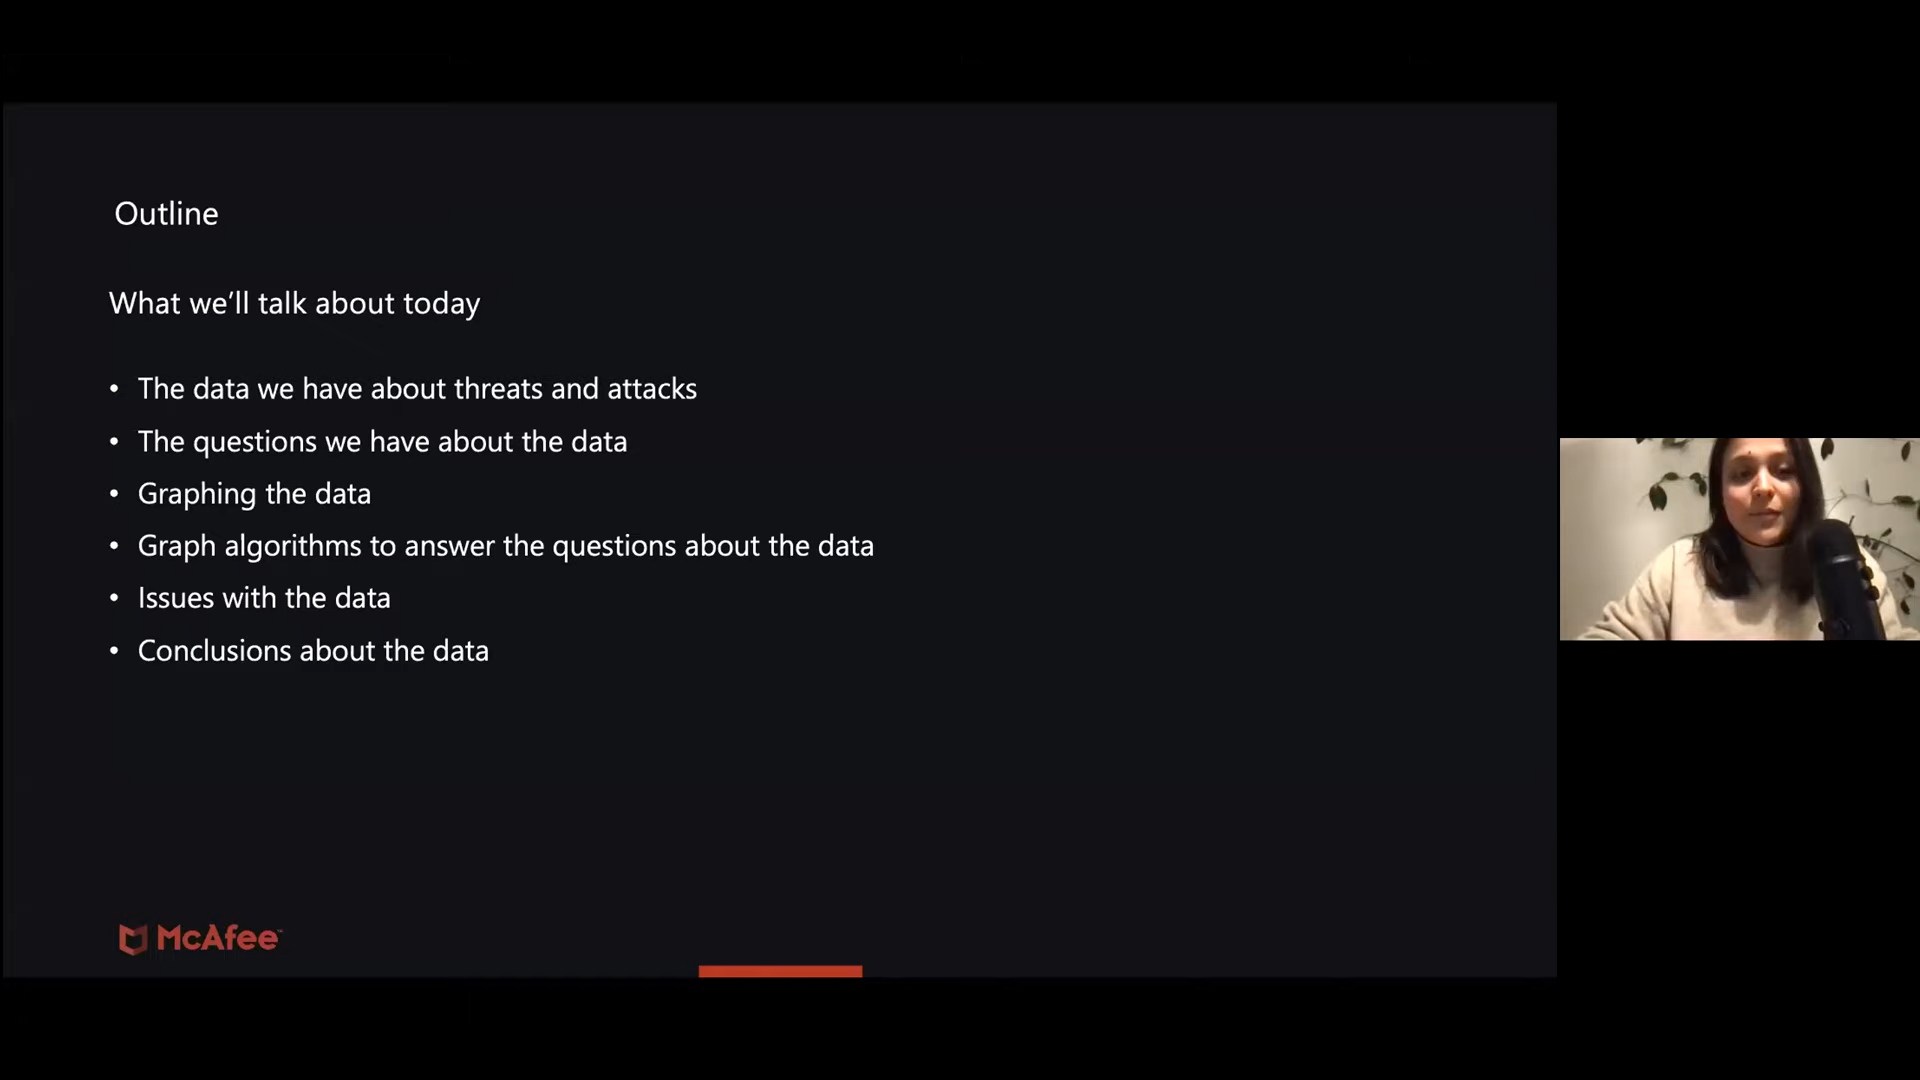 Outline
What we’ll talk about today
• The data we have about threats and attacks
• The questions we have about the data
• Graphing the data
• Graph algorithms to answer the questions about the data
• Issues with the data
• Conclusions about the data
McAfee™